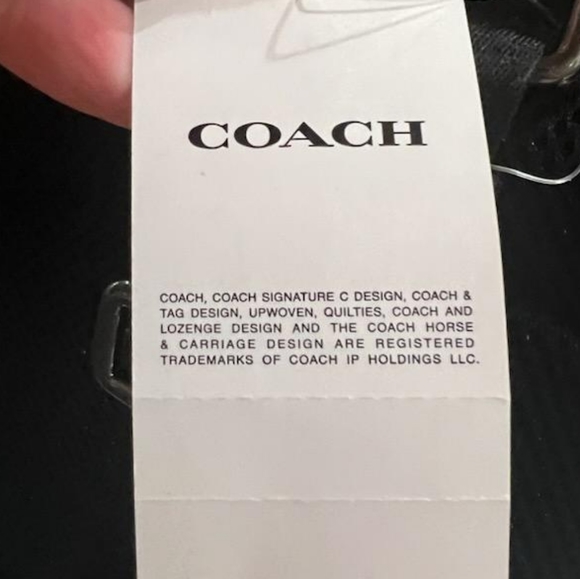 COACH
COACH, COACH SIGNATURE C DESIGN, COACH &
TAG DESIGN, UPWOVEN, QUILTIES, COACH AND
LOZENGE DESIGN AND THE COACH HORSE
& CARRIAGE DESIGN ARE REGISTERED
TRADEMARKS OF COACH IP HOLDINGS LLC.